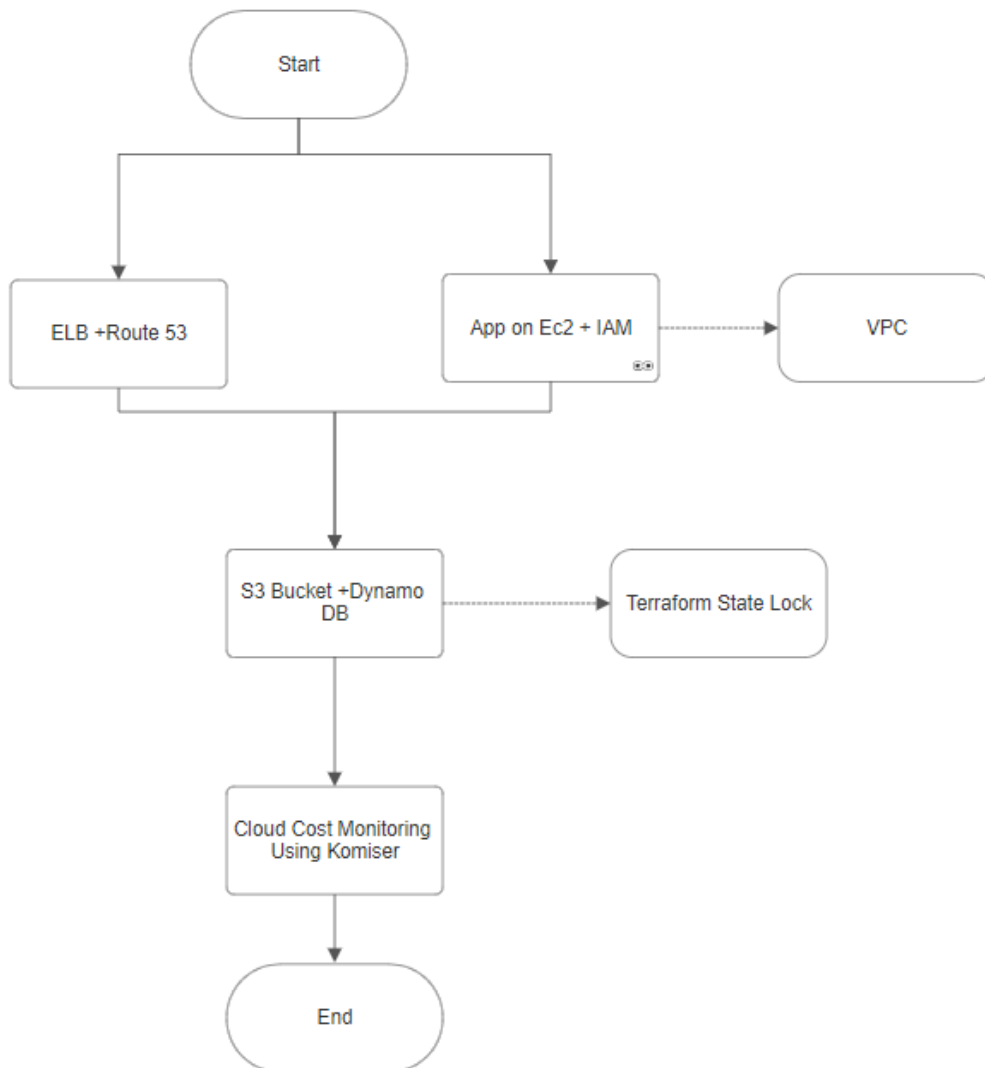 Start
ELB +Route 53
App on Ec2 + IAM
VPC
S3 Bucket +Dynamo
DB
Terraform State Lock
Cloud Cost Monitoring
Using Komiser
End